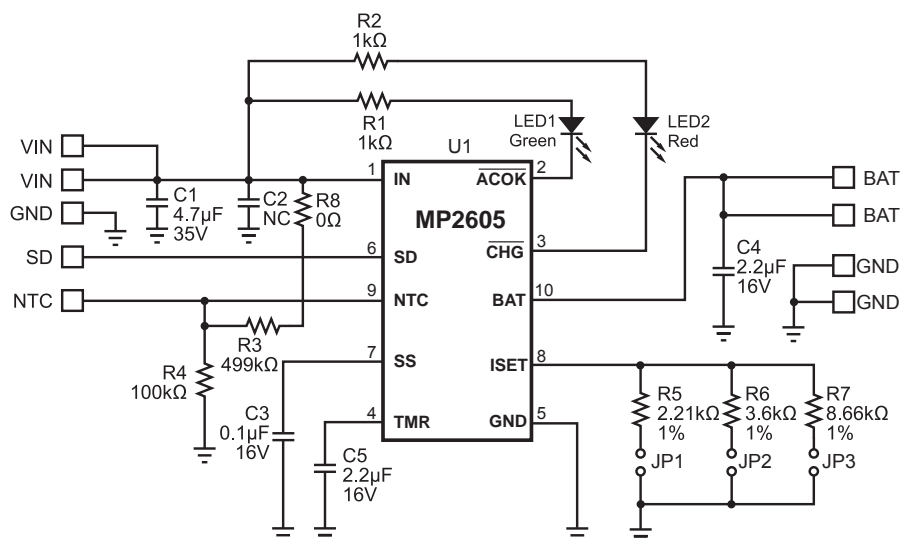 R2
1kΩ
R1
1kΩ
LED1
Green
LED2
Red
VIN
VIN
GND
SD
NTC
C1
4.7µF
35V
C2
NC
R8
0Ω
U1
MP2605
1
IN
2
ACOK
6
SD
3
CHG
9
NTC
BAT
10
7
SS
ISET
8
4
TMR
GND
5
R3
499kΩ
R4
100kΩ
C3
0.1µF
16V
C5
2.2µF
16V
BAT
BAT
C4
2.2µF
16V
GND
GND
R5
2.21kΩ
1%
R6
3.6kΩ
1%
R7
8.66kΩ
1%
JP1
JP2
JP3